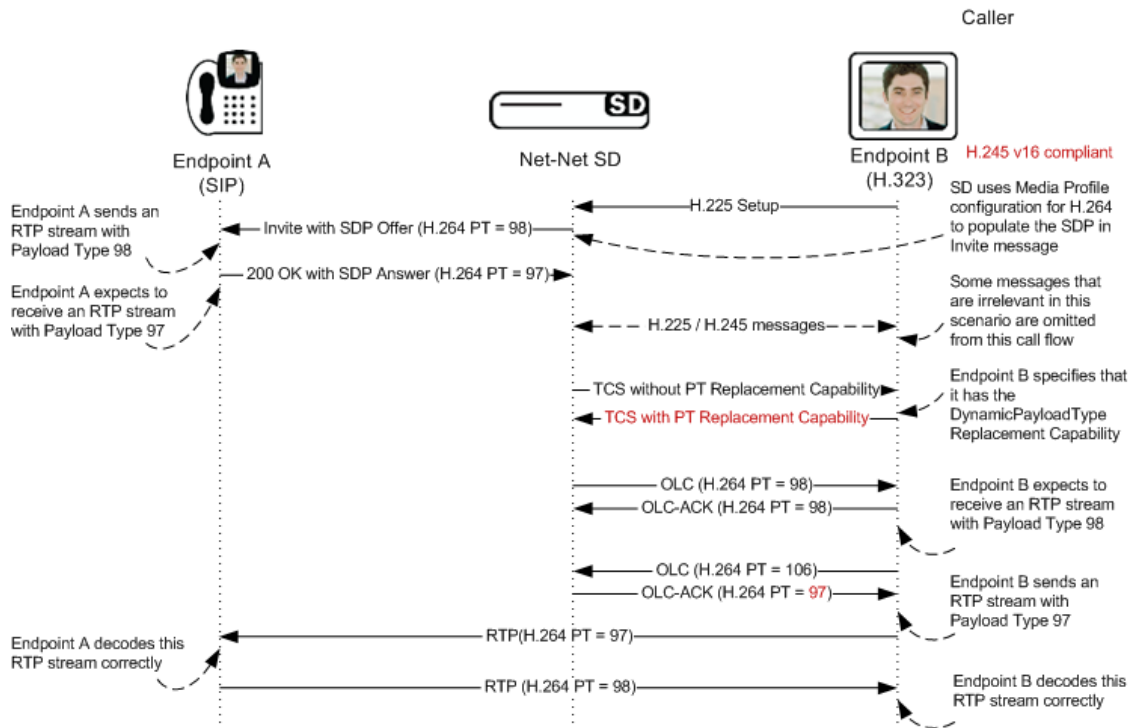 Caller
SD
Endpoint A
(SIP)
Net-Net SD
Endpoint B
(H.323)
H.245 v16 compliant
Endpoint A sends an
RTP stream with
Payload Type 98
H.225 Setup
Invite with SDP Offer (H.264 PT = 98)
SD uses Media Profile
configuration for H.264
to populate the SDP in
Invite message
200 OK with SDP Answer (H.264 PT = 97)
Endpoint A expects to
receive an RTP stream
with Payload Type 97
H.225 / H.245 messages
Some messages that
are irrelevant in this
scenario are omitted
from this call flow
TCS without PT Replacement Capability
TCS with PT Replacement Capability
Endpoint B specifies that
it has the
DynamicPayloadType
Replacement Capability
OLC (H.264 PT = 98)
OLC-ACK (H.264 PT = 98)
Endpoint B expects to
receive an RTP stream
with Payload Type 98
OLC (H.264 PT = 106)
OLC-ACK (H.264 PT = 97)
Endpoint B sends an
RTP stream with
Payload Type 97
RTP(H.264 PT = 97)
Endpoint A decodes this
RTP stream correctly
RTP (H.264 PT = 98)
Endpoint B decodes this
RTP stream correctly